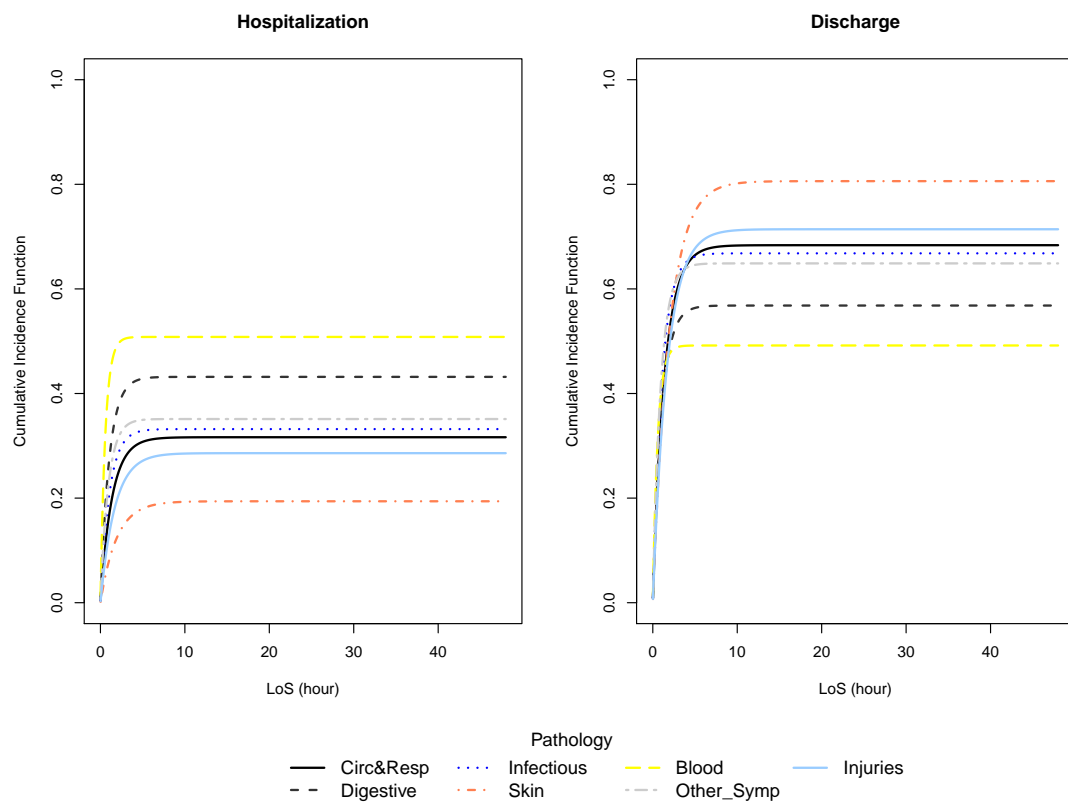 Hospitalization
Cumulative Incidence Function
1.0
0.8
0.6
0.4
0.2
0.0
0 10 20 30 40
LoS (hour)
Discharge
Cumulative Incidence Function
1.0
0.8
0.6
0.4
0.2
0.0
0 10 20 30 40
LoS (hour)
Pathology
Circ&Resp Infectious Blood Injuries
Digestive Skin Other_Symp